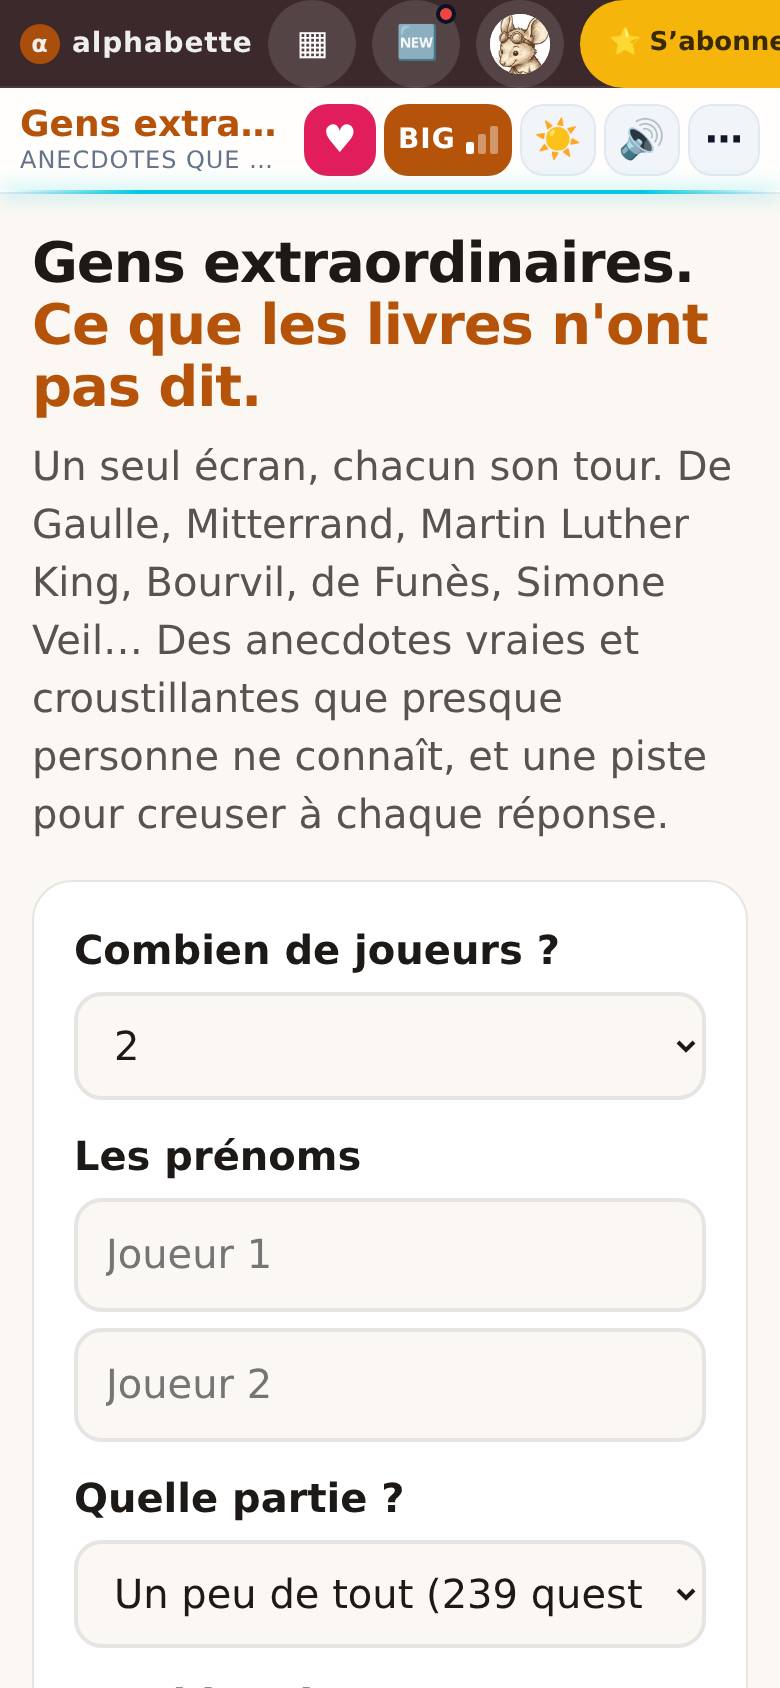 α alphabette
NEW
⭐ S'abonne
Gens extra...
ANECDOTES QUE ...
BIG
Gens extraordinaires.
Ce que les livres n'ont
pas dit.
Un seul écran, chacun son tour. De
Gaulle, Mitterrand, Martin Luther
King, Bourvil, de Funès, Simone
Veil... Des anecdotes vraies et
croustillantes que presque
personne ne connaît, et une piste
pour creuser à chaque réponse.
Combien de joueurs ?
2
Les prénoms
Joueur 1
Joueur 2
Quelle partie ?
Un peu de tout (239 quest